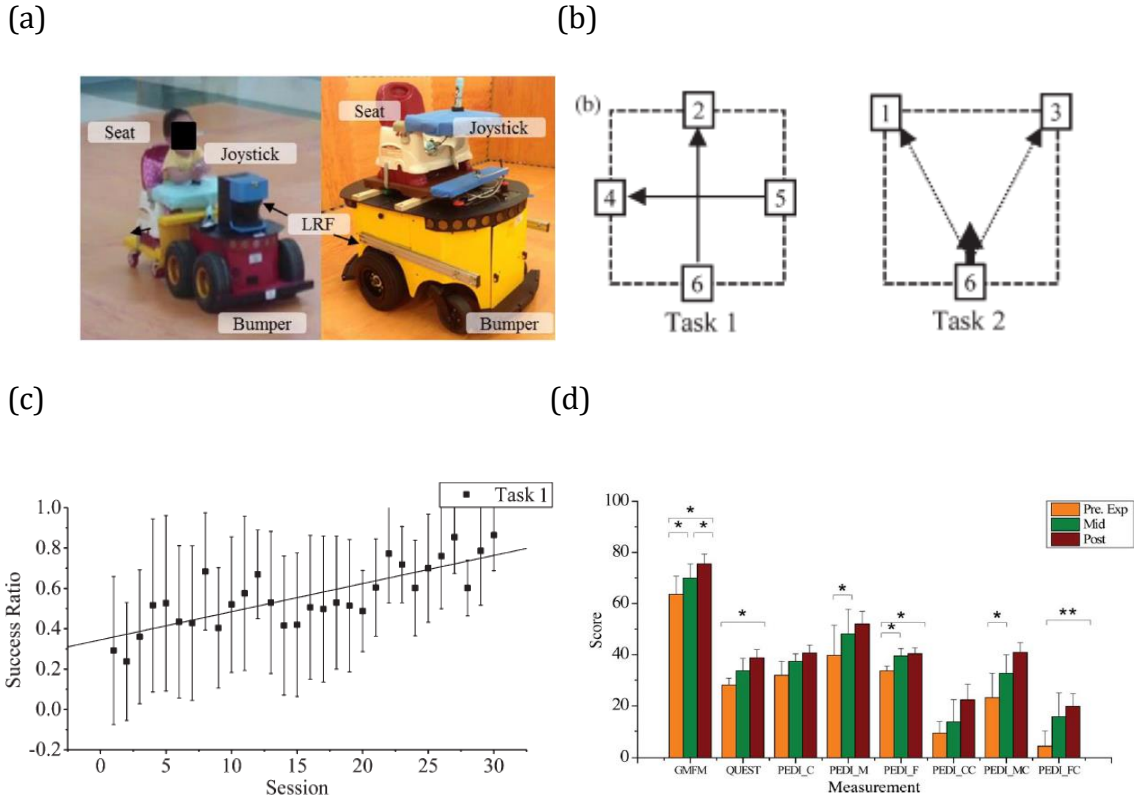 (a)
(b)
Seat
Joystick
LRF
Bumper
Seat
Joystick
Bumper
(b)
2
4
5
6
Task 1
1
3
6
Task 2
(c)
(d)
Task 1
1.0
0.8
0.6
0.4
0.2
0.0
-0.2
Success Ratio
0 5 10 15 20 25 30
Session
Pre. Exp
Mid
Post
100
80
60
40
20
0
Score
*
* *
*
*
*
*
*
**
GMFM QUEST PEDI_C PEDI_M PEDI_F PEDI_CC PEDI_MC PEDI_FC
Measurement